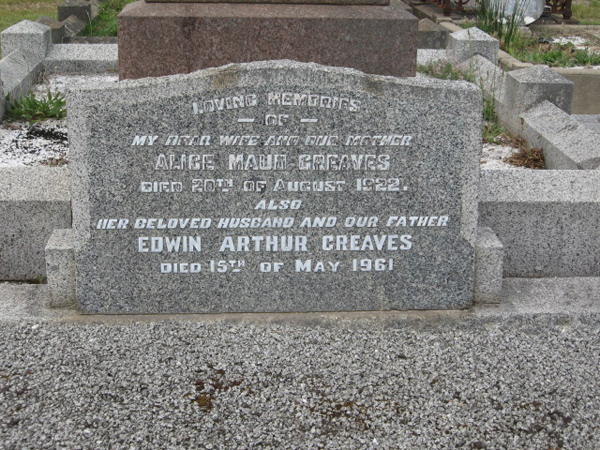 LOVING MEMORIES
— OF —
MY DEAR WIFE AND OUR MOTHER
ALICE MAUD GREAVES
DIED 20TH OF AUGUST 1922.
ALSO
HER BELOVED HUSBAND AND OUR FATHER
EDWIN ARTHUR GREAVES
DIED 15TH OF MAY 1961